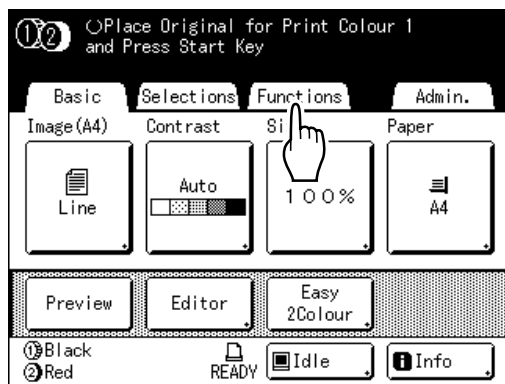 ①② Place Original for Print Colour 1
and Press Start Key
Basic Selections Functions Admin.
Image(A4) Contrast Paper
Line Auto 100% A4
Preview Editor Easy
2Colour
①Black
②Red READY Idle Info